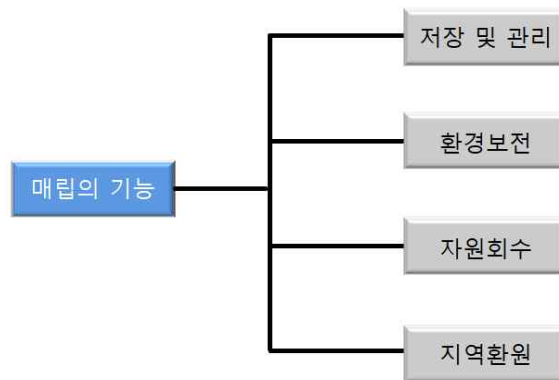 저장 및 관리
환경보전
매립의 기능
자원회수
지역환원